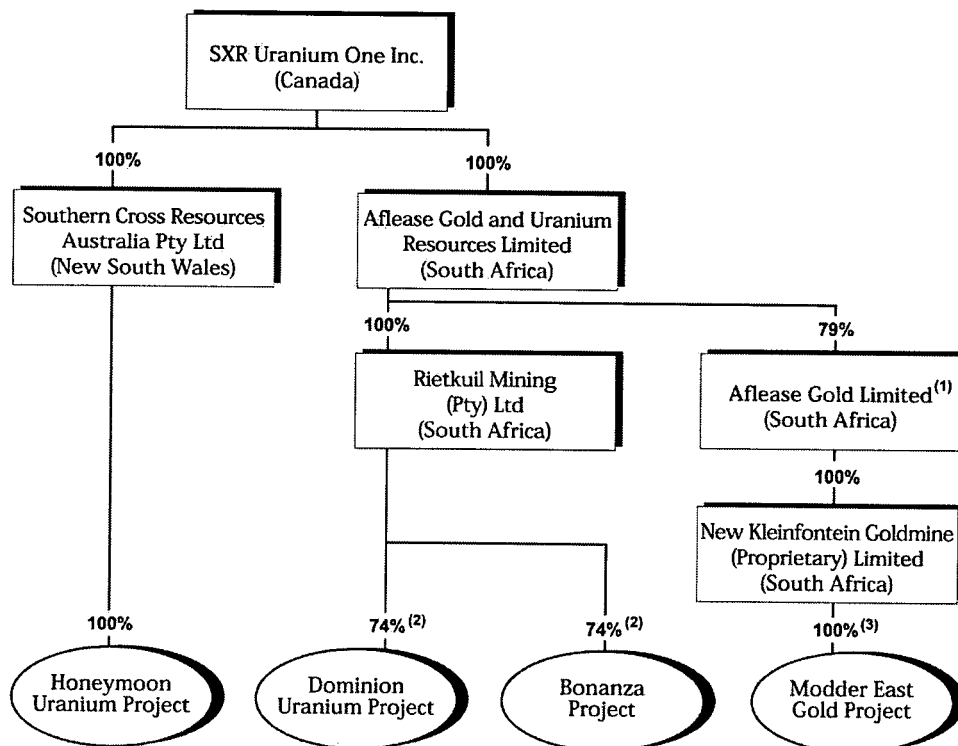 SXR Uranium One Inc.
(Canada)
100%
100%
Southern Cross Resources
Australia Pty Ltd
(New South Wales)
Aflease Gold and Uranium
Resources Limited
(South Africa)
100%
79%
Rietkuil Mining
(Pty) Ltd
(South Africa)
Aflease Gold Limited(1)
(South Africa)
100%
New Kleinfontein Goldmine
(Proprietary) Limited
(South Africa)
100%
74%(2)
74%(2)
100%(3)
Honeymoon
Uranium Project
Dominion
Uranium Project
Bonanza
Project
Modder East
Gold Project